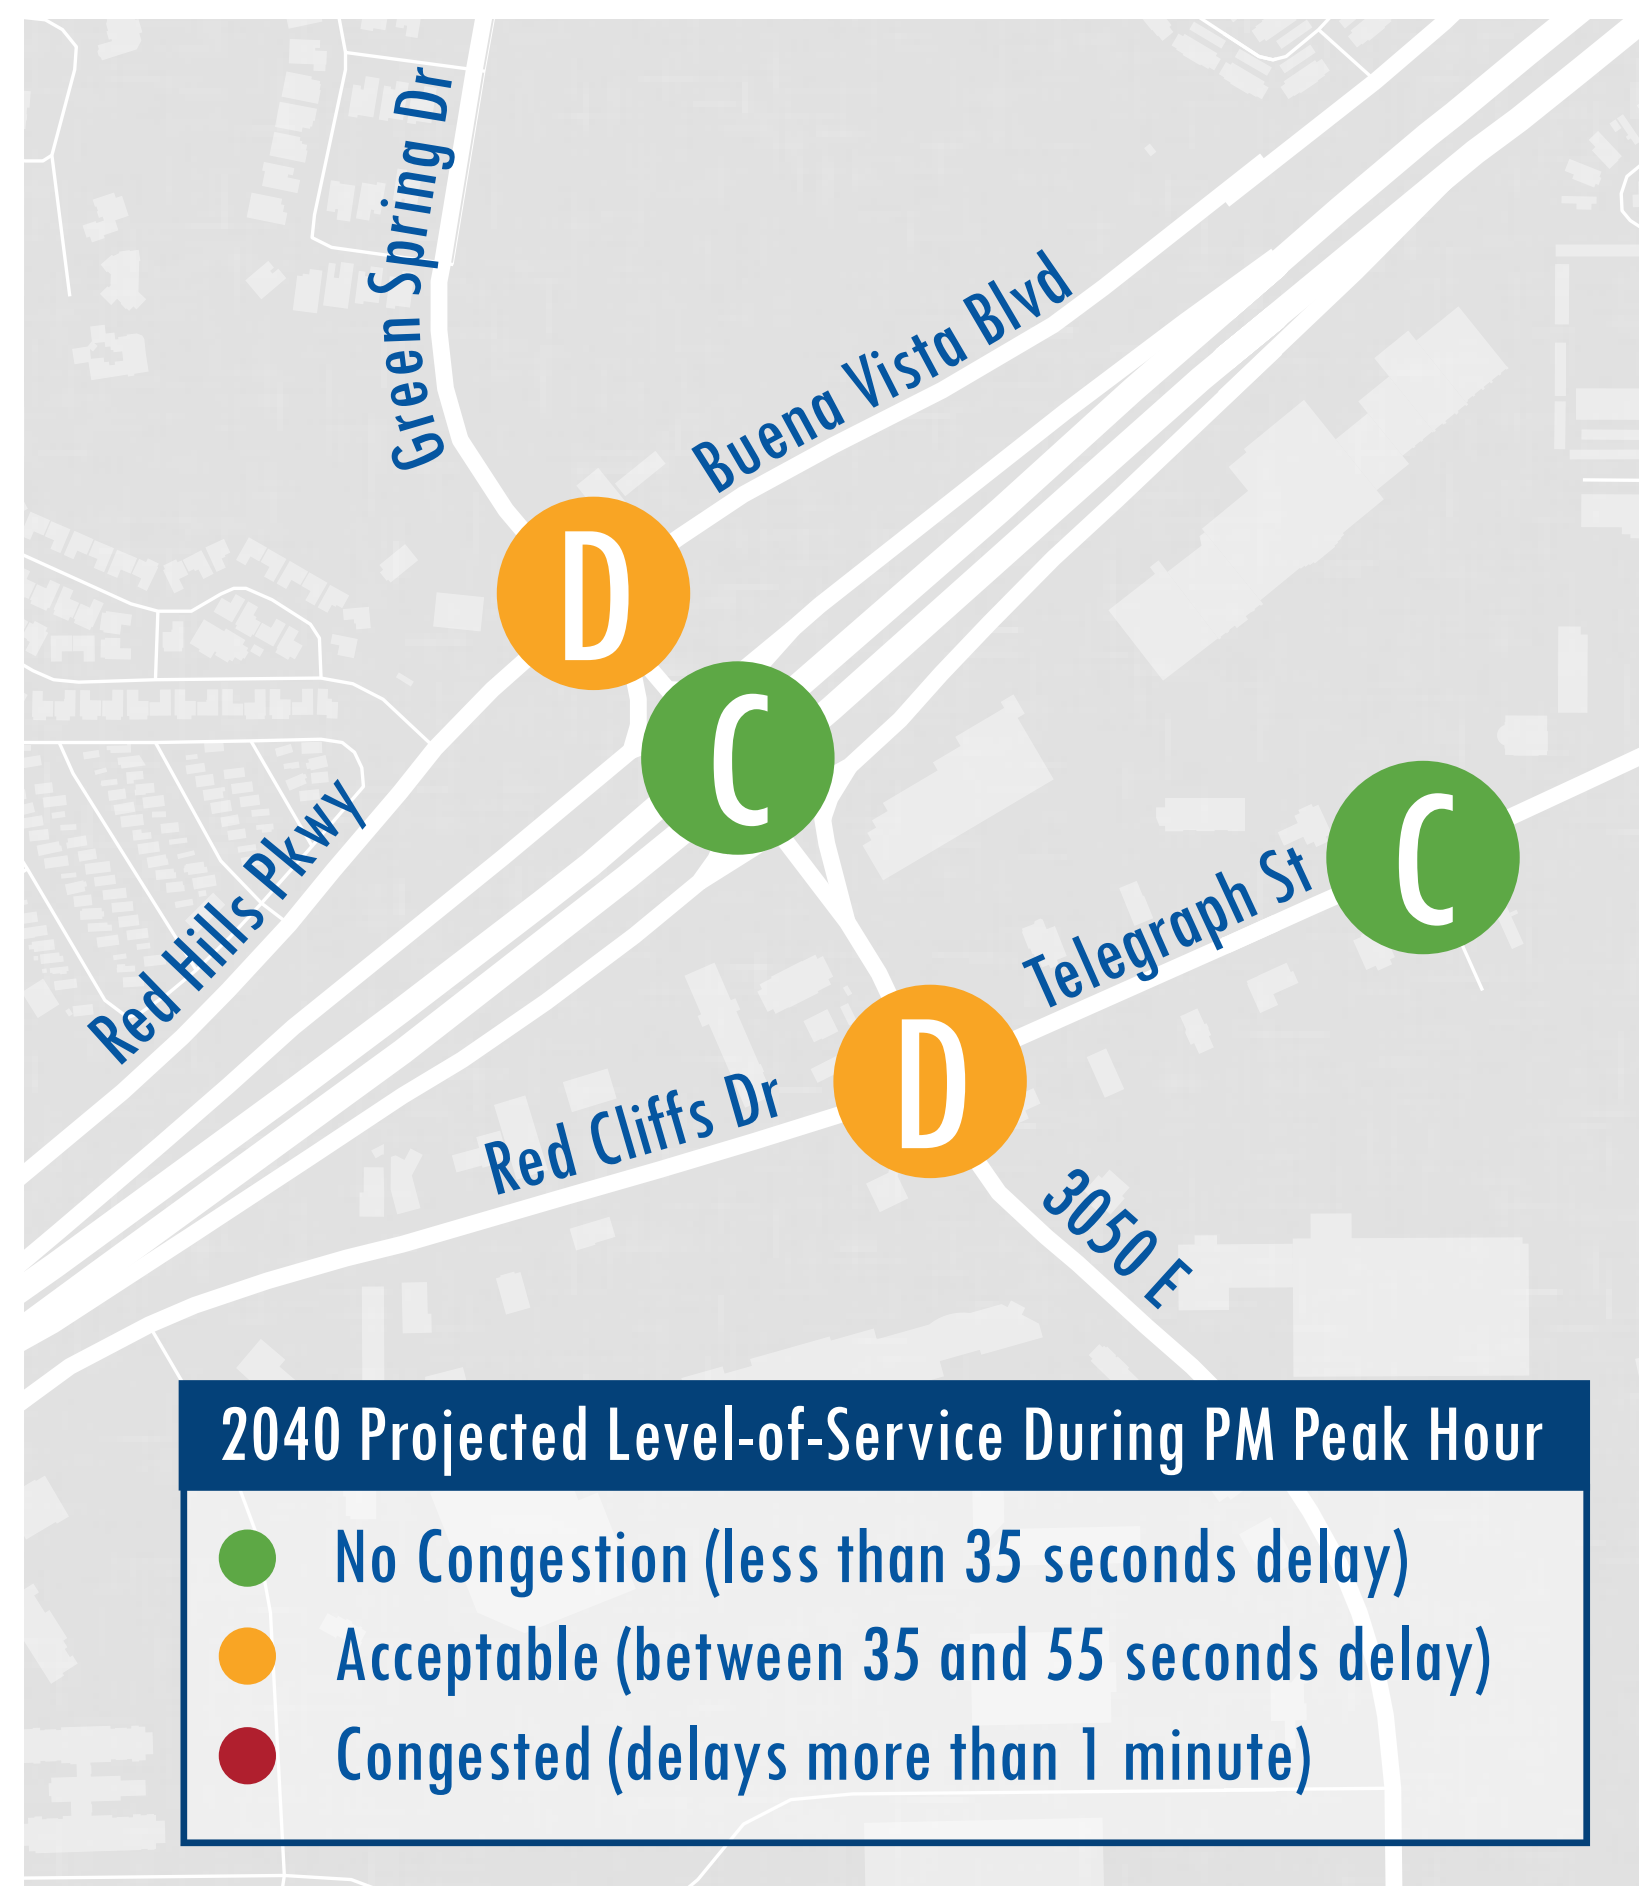 Green Spring Dr
Buena Vista Blvd
D
C
C
Red Hills Pkwy
Telegraph St
D
Red Cliffs Dr
3050 E
2040 Projected Level-of-Service During PM Peak Hour
No Congestion (less than 35 seconds delay)
Acceptable (between 35 and 55 seconds delay)
Congested (delays more than 1 minute)